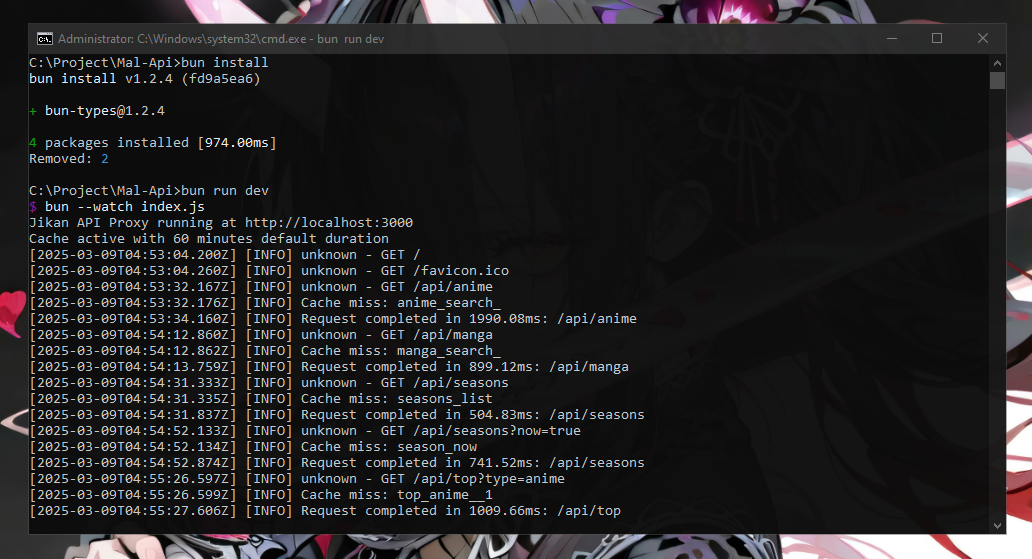 Administrator: C:\Windows\system32\cmd.exe - bun  run dev
C:\Project\Mal-Api>bun install
bun install v1.2.4 (fd9a5ea6)
+ bun-types@1.2.4
4 packages installed [974.00ms]
Removed: 2
C:\Project\Mal-Api>bun run dev
$ bun --watch index.js
Jikan API Proxy running at http://localhost:3000
Cache active with 60 minutes default duration
[2025-03-09T04:53:04.200Z] [INFO] unknown - GET /
[2025-03-09T04:53:04.260Z] [INFO] unknown - GET /favicon.ico
[2025-03-09T04:53:32.167Z] [INFO] unknown - GET /api/anime
[2025-03-09T04:53:32.176Z] [INFO] Cache miss: anime_search_
[2025-03-09T04:53:34.160Z] [INFO] Request completed in 1990.08ms: /api/anime
[2025-03-09T04:54:12.860Z] [INFO] unknown - GET /api/manga
[2025-03-09T04:54:12.862Z] [INFO] Cache miss: manga_search_
[2025-03-09T04:54:13.759Z] [INFO] Request completed in 899.12ms: /api/manga
[2025-03-09T04:54:31.333Z] [INFO] unknown - GET /api/seasons
[2025-03-09T04:54:31.335Z] [INFO] Cache miss: seasons_list
[2025-03-09T04:54:31.837Z] [INFO] Request completed in 504.83ms: /api/seasons
[2025-03-09T04:54:52.133Z] [INFO] unknown - GET /api/seasons?now=true
[2025-03-09T04:54:52.134Z] [INFO] Cache miss: season_now
[2025-03-09T04:54:52.874Z] [INFO] Request completed in 741.52ms: /api/seasons
[2025-03-09T04:55:26.597Z] [INFO] unknown - GET /api/top?type=anime
[2025-03-09T04:55:26.599Z] [INFO] Cache miss: top_anime__1
[2025-03-09T04:55:27.606Z] [INFO] Request completed in 1009.66ms: /api/top